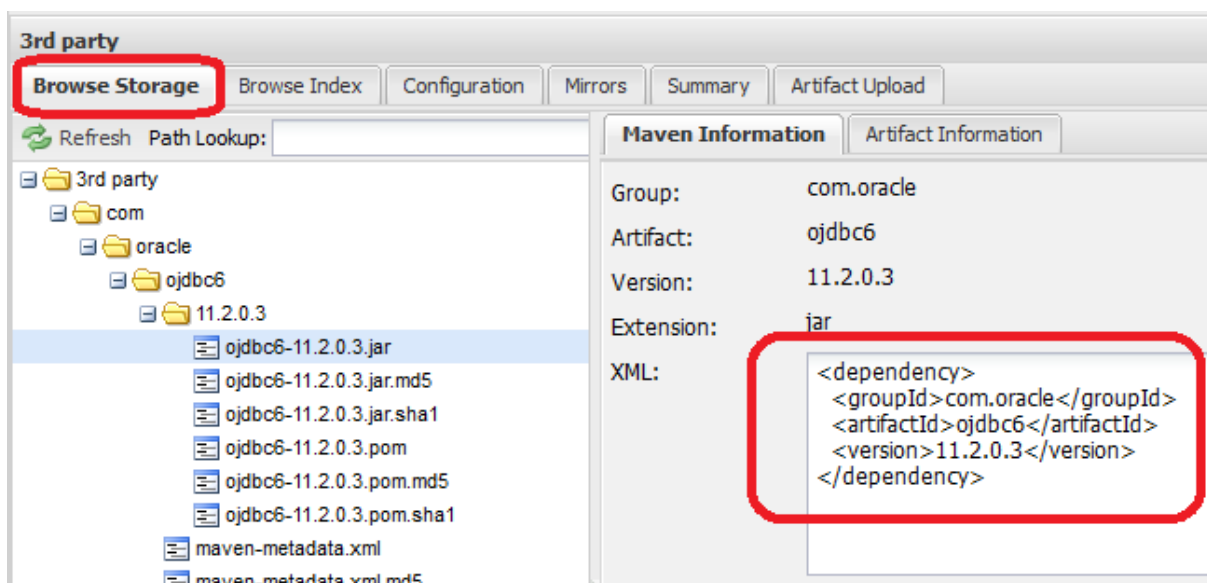 3rd party
Browse Storage Browse Index Configuration Mirrors Summary Artifact Upload
Refresh Path Lookup:
3rd party
com
oracle
ojdbc6
11.2.0.3
ojdbc6-11.2.0.3.jar
ojdbc6-11.2.0.3.jar.md5
ojdbc6-11.2.0.3.jar.sha1
ojdbc6-11.2.0.3.pom
ojdbc6-11.2.0.3.pom.md5
ojdbc6-11.2.0.3.pom.sha1
maven-metadata.xml
maven-metadata.xml.md5
Maven Information Artifact Information
Group: com.oracle
Artifact: ojdbc6
Version: 11.2.0.3
Extension: jar
XML: <dependency>
<groupId>com.oracle</groupId>
<artifactId>ojdbc6</artifactId>
<version>11.2.0.3</version>
</dependency>